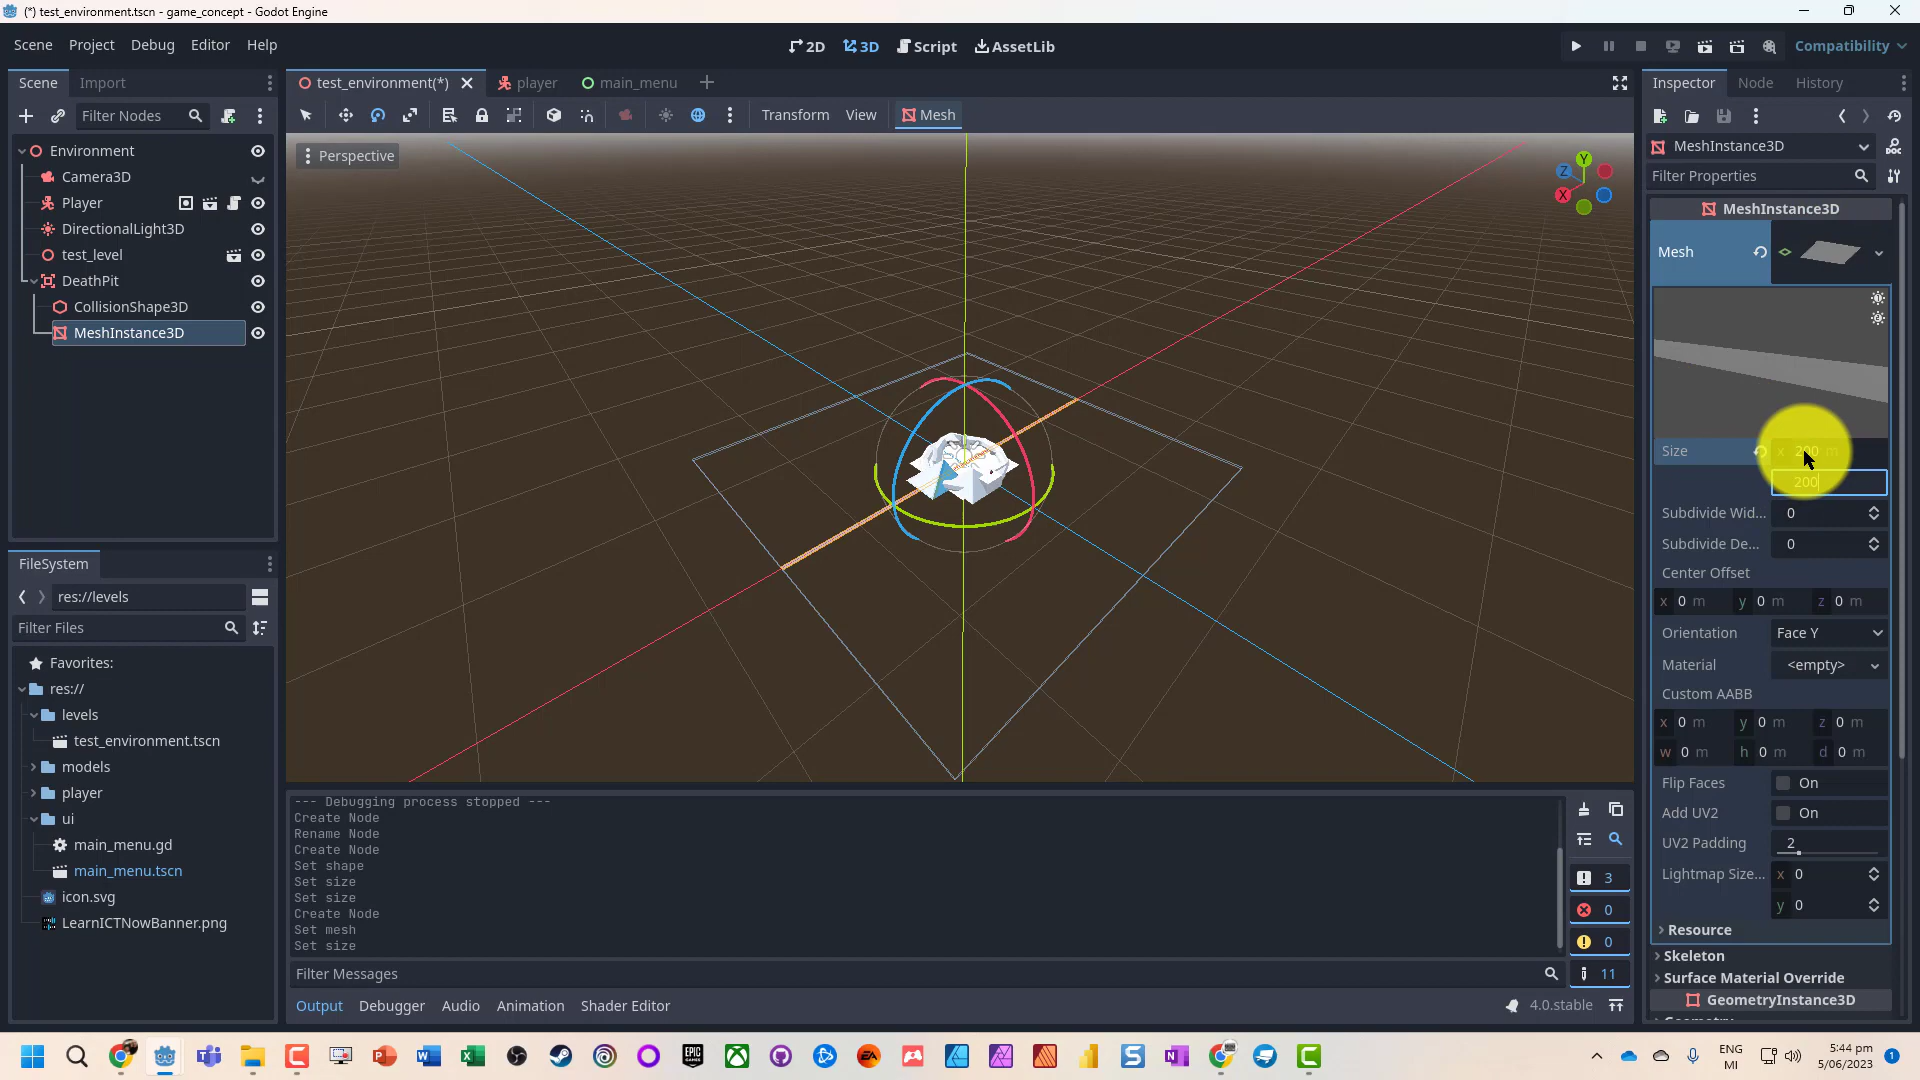 (*) test_environment.tscn - game_concept - Godot Engine
Scene Project Debug Editor Help
2D 3D Script AssetLib
Compatibility
Scene Import
test_environment(*) player main_menu
Inspector Node History
Filter Nodes
Transform View Mesh
Perspective
Environment
Camera3D
Player
DirectionalLight3D
test_level
DeathPit
CollisionShape3D
MeshInstance3D
Y
Z
X
MeshInstance3D
Filter Properties
MeshInstance3D
Mesh
Size x 200 m
200
Subdivide Wid... 0
Subdivide De... 0
Center Offset
x 0 m y 0 m z 0 m
Orientation Face Y
Material <empty>
Custom AABB
x 0 m y 0 m z 0 m
w 0 m h 0 m d 0 m
Flip Faces On
Add UV2 On
UV2 Padding 2
Lightmap Size... x 0
y 0
Resource
Skeleton
Surface Material Override
GeometryInstance3D
FileSystem
res://levels
Filter Files
Favorites:
res://
levels
test_environment.tscn
models
player
ui
main_menu.gd
main_menu.tscn
icon.svg
LearnICTNowBanner.png
--- Debugging process stopped ---
Create Node
Rename Node
Create Node
Set shape
Set size
Set size
Create Node
Set mesh
Set size
3
0
0
11
Filter Messages
Output Debugger Audio Animation Shader Editor
4.0.stable
ENG
MI
5:44 pm
5/06/2023
1